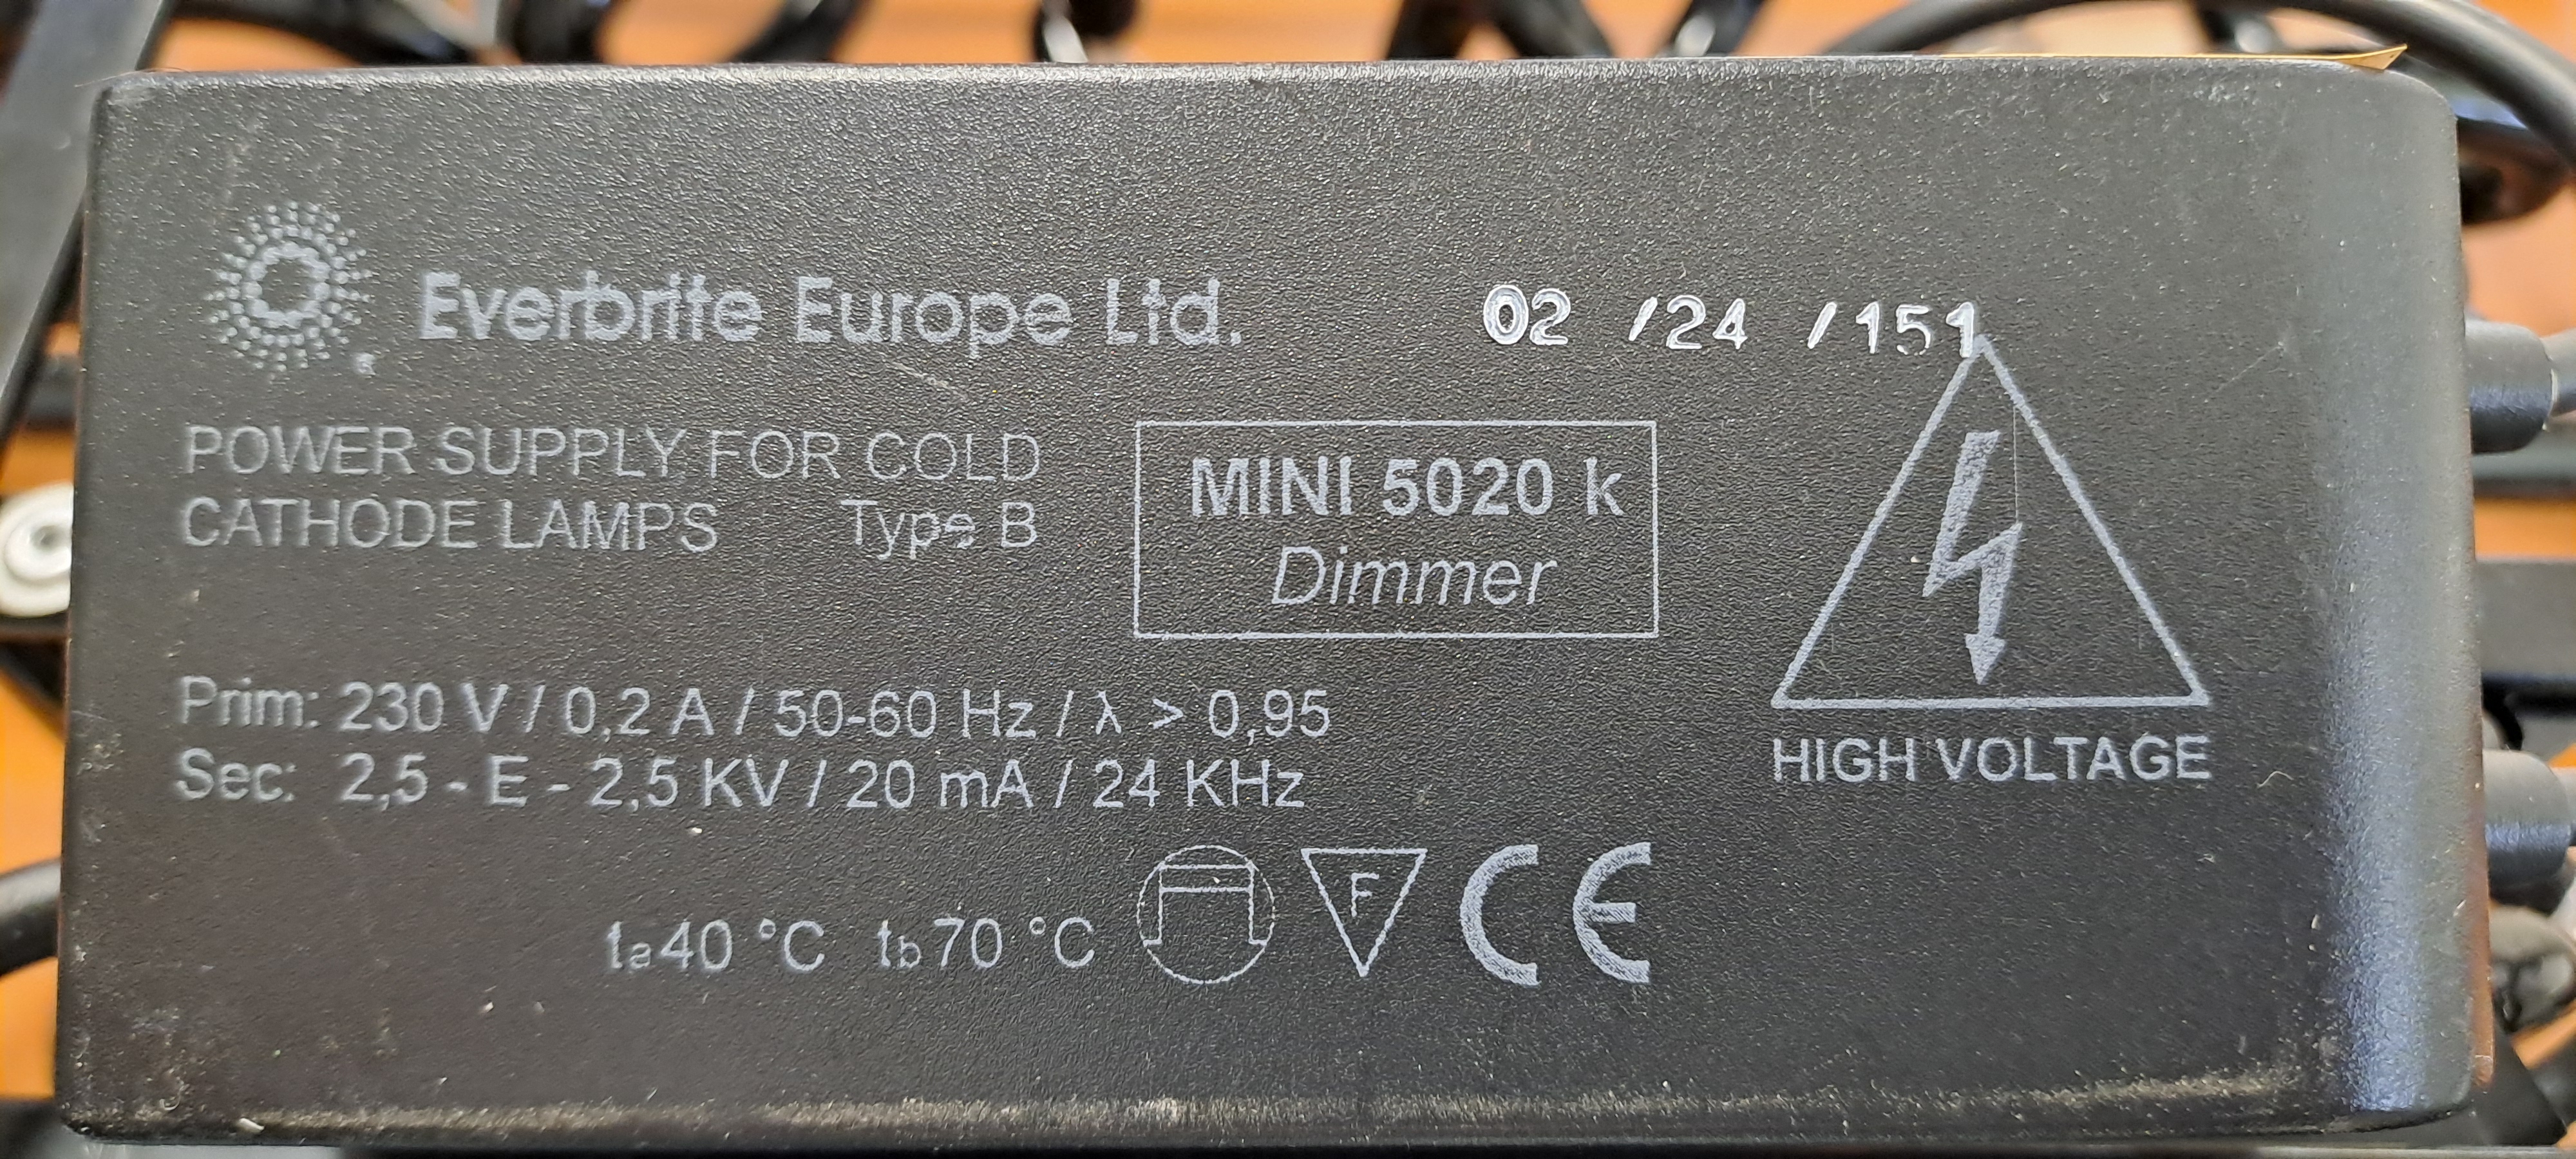 Everbrite Europe Ltd.
02 /24 /151
POWER SUPPLY FOR COLD
CATHODE LAMPS Type B
MINI 5020 k
Dimmer
HIGH VOLTAGE
Prim: 230 V / 0,2 A / 50-60 Hz / λ > 0,95
Sec: 2,5 - E - 2,5 KV / 20 mA / 24 KHz
ta 40 °C tb 70 °C
F
CE